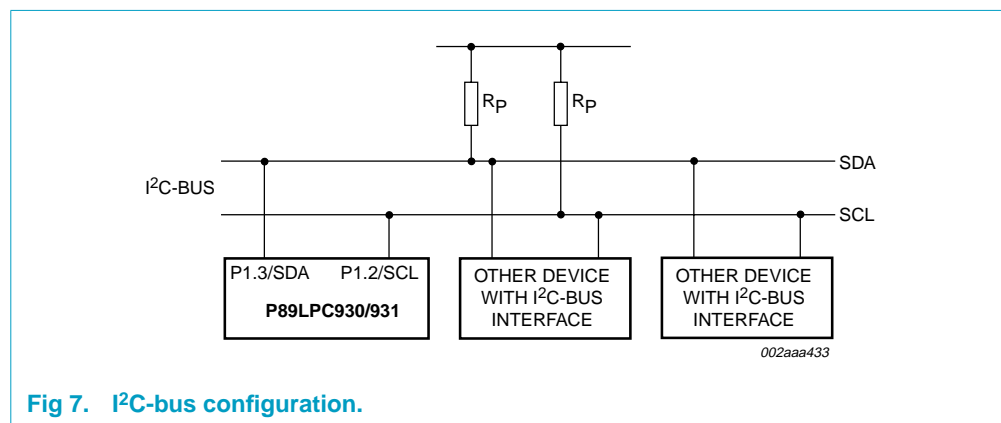 RP RP
SDA
I2C-BUS
SCL
P1.3/SDA P1.2/SCL
P89LPC930/931
OTHER DEVICE
WITH I2C-BUS
INTERFACE
OTHER DEVICE
WITH I2C-BUS
INTERFACE
002aaa433
Fig 7. I2C-bus configuration.